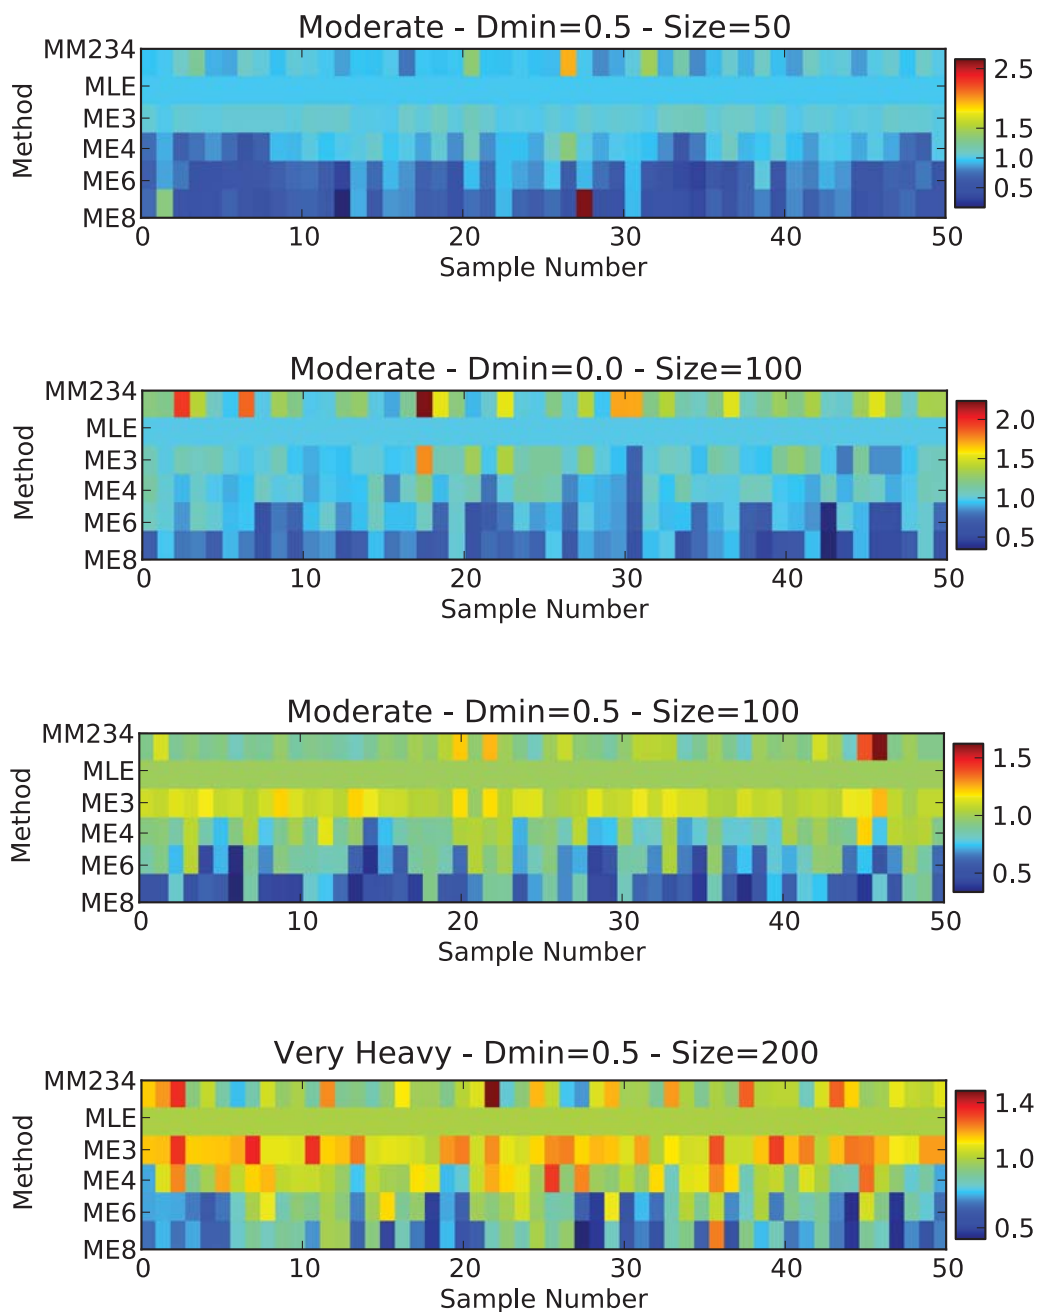 Moderate - Dmin=0.5 - Size=50
MM234
MLE
ME3
ME4
ME6
ME8
Method
0 10 20 30 40 50
Sample Number
2.5
1.5
1.0
0.5
Moderate - Dmin=0.0 - Size=100
MM234
MLE
ME3
ME4
ME6
ME8
Method
0 10 20 30 40 50
Sample Number
2.0
1.5
1.0
0.5
Moderate - Dmin=0.5 - Size=100
MM234
MLE
ME3
ME4
ME6
ME8
Method
0 10 20 30 40 50
Sample Number
1.5
1.0
0.5
Very Heavy - Dmin=0.5 - Size=200
MM234
MLE
ME3
ME4
ME6
ME8
Method
0 10 20 30 40 50
Sample Number
1.4
1.0
0.5